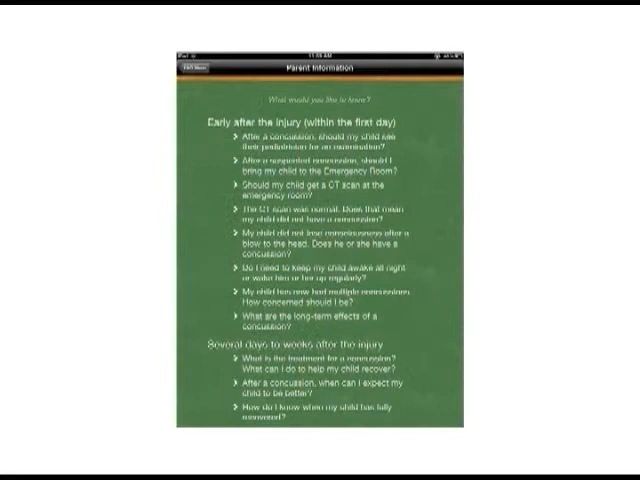 11:55 AM
Parent Information
What would you like to know?
Early after the injury (within the first day)
After a concussion, should my child see
their pediatrician for an examination?
After a suspected concussion, should I
bring my child to the Emergency Room?
Should my child get a CT scan at the
emergency room?
The CT scan was normal. Does that mean
my child did not have a concussion?
My child did not lose consciousness after a
blow to the head. Does he or she have a
concussion?
Do I need to keep my child awake all night
or wake him or her up regularly?
My child has now had multiple concussions.
How concerned should I be?
What are the long-term effects of a
concussion?
Several days to weeks after the injury
What is the treatment for a concussion?
What can I do to help my child recover?
After a concussion, when can I expect my
child to be better?
How do I know when my child has fully
recovered?